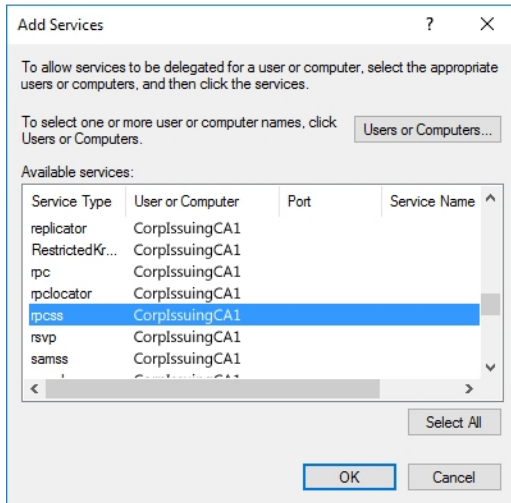 Add Services
To allow services to be delegated for a user or computer, select the appropriate
users or computers, and then click the services.
To select one or more user or computer names, click
Users or Computers.
Users or Computers...
Available services:
Service Type User or Computer Port Service Name
replicator CorpIssuingCA1
RestrictedKr... CorpIssuingCA1
rpc CorpIssuingCA1
rpclocator CorpIssuingCA1
rpcss CorpIssuingCA1
rsvp CorpIssuingCA1
samss CorpIssuingCA1
Select All
OK Cancel